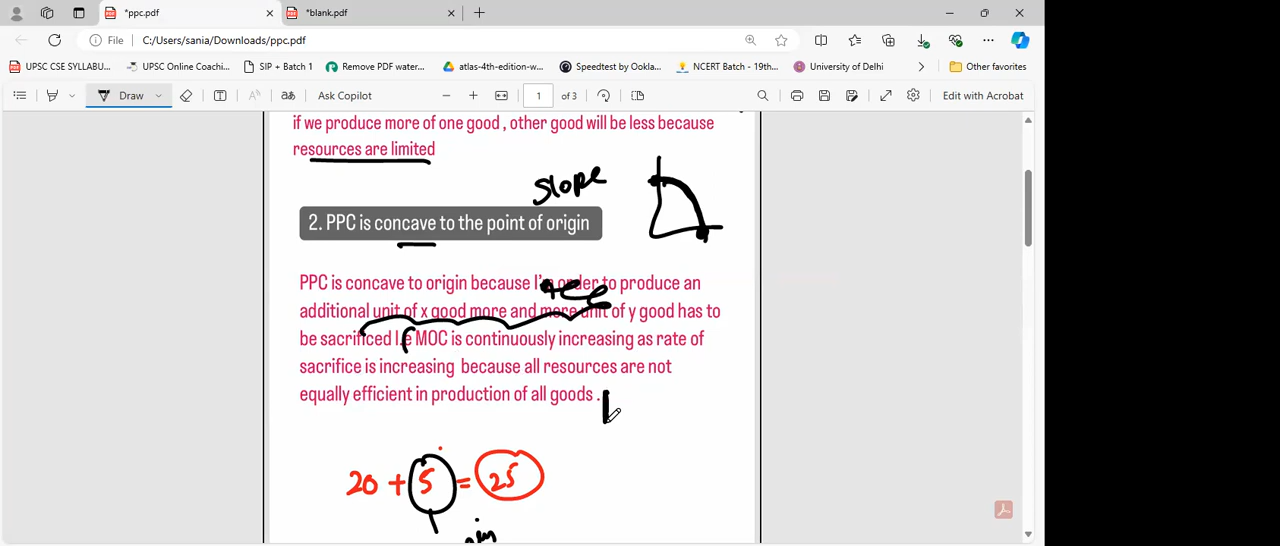 *ppc.pdf
*blank.pdf
File
C:/Users/sania/Downloads/ppc.pdf
UPSC CSE SYLLABU...
UPSC Online Coachi...
SIP + Batch 1
Remove PDF water...
atlas-4th-edition-w...
Speedtest by Ookla...
NCERT Batch - 19th...
University of Delhi
Other favorites
Draw
Ask Copilot
1 of 3
Edit with Acrobat
if we produce more of one good , other good will be less because
resources are limited
slope
2. PPC is concave to the point of origin
PPC is concave to origin because I'm order to produce an
additional unit of x good more and more unit of y good has to
be sacrificed I.e MOC is continuously increasing as rate of
sacrifice is increasing because all resources are not
equally efficient in production of all goods .
20 + 5 = 25